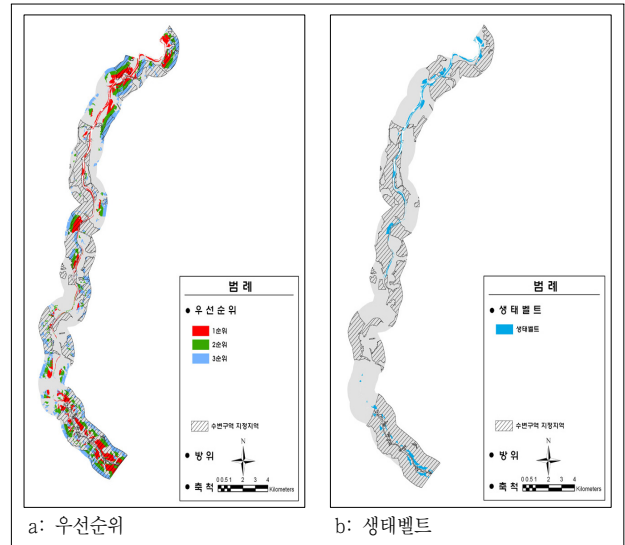 범 례
● 우 선 순 위
1순위
2순위
3순위
수변구역 지정지역
● 방 위
N
● 축 척
0 0.5 1 2 3 4
Kilometers
a: 우선순위
범 례
● 생 태 벨 트
생태벨트
수변구역 지정지역
● 방 위
N
● 축 척
0 0.5 1 2 3 4
Kilometers
b: 생태벨트